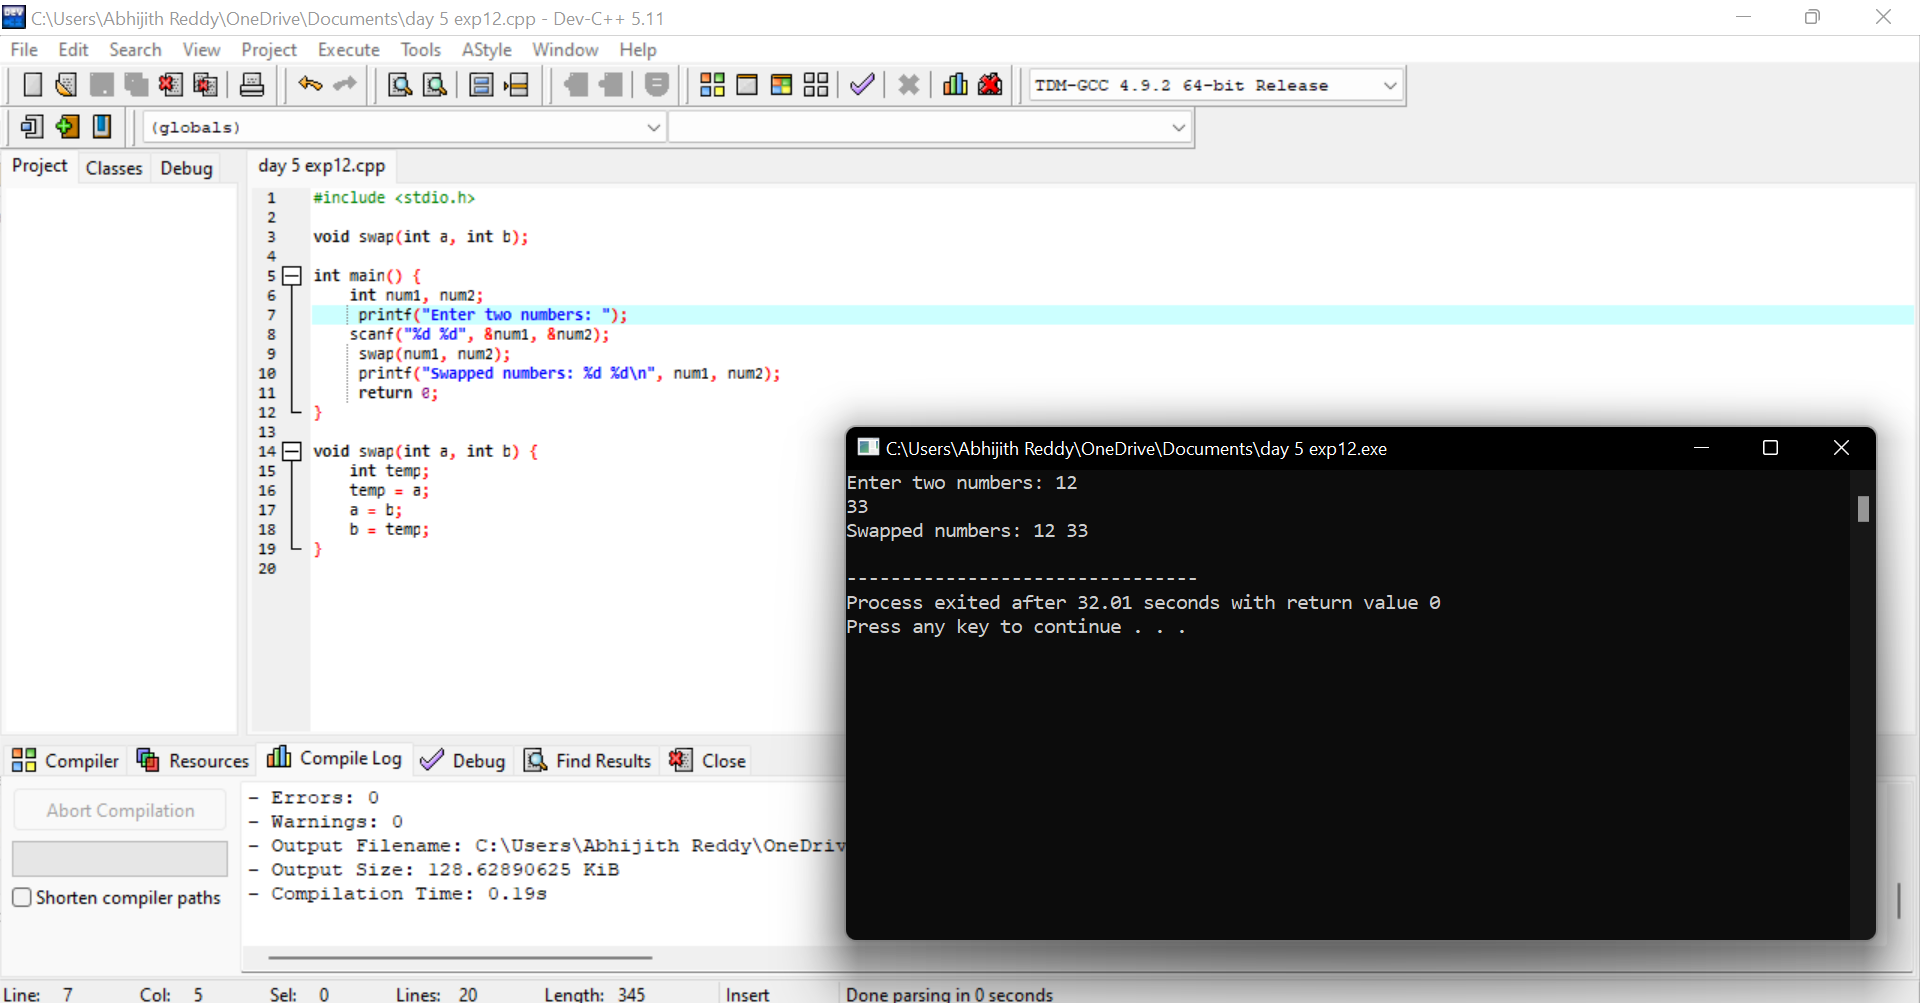 C:\Users\Abhijith Reddy\OneDrive\Documents\day 5 exp12.cpp - Dev-C++ 5.11
File Edit Search View Project Execute Tools AStyle Window Help
TDM-GCC 4.9.2 64-bit Release
(globals)
Project Classes Debug
day 5 exp12.cpp
1 #include <stdio.h>
2
3 void swap(int a, int b);
4
5 int main() {
6 int num1, num2;
7 printf("Enter two numbers: ");
8 scanf("%d %d", &num1, &num2);
9 swap(num1, num2);
10 printf("Swapped numbers: %d %d\n", num1, num2);
11 return 0;
12 }
13
14 void swap(int a, int b) {
15 int temp;
16 temp = a;
17 a = b;
18 b = temp;
19 }
20
C:\Users\Abhijith Reddy\OneDrive\Documents\day 5 exp12.exe
Enter two numbers: 12
33
Swapped numbers: 12 33
--------------------------------
Process exited after 32.01 seconds with return value 0
Press any key to continue . . .
Compiler Resources Compile Log Debug Find Results Close
Abort Compilation
Shorten compiler paths
- Errors: 0
- Warnings: 0
- Output Filename: C:\Users\Abhijith Reddy\OneDriv
- Output Size: 128.62890625 KiB
- Compilation Time: 0.19s
Line: 7 Col: 5 Sel: 0 Lines: 20 Length: 345 Insert Done parsing in 0 seconds